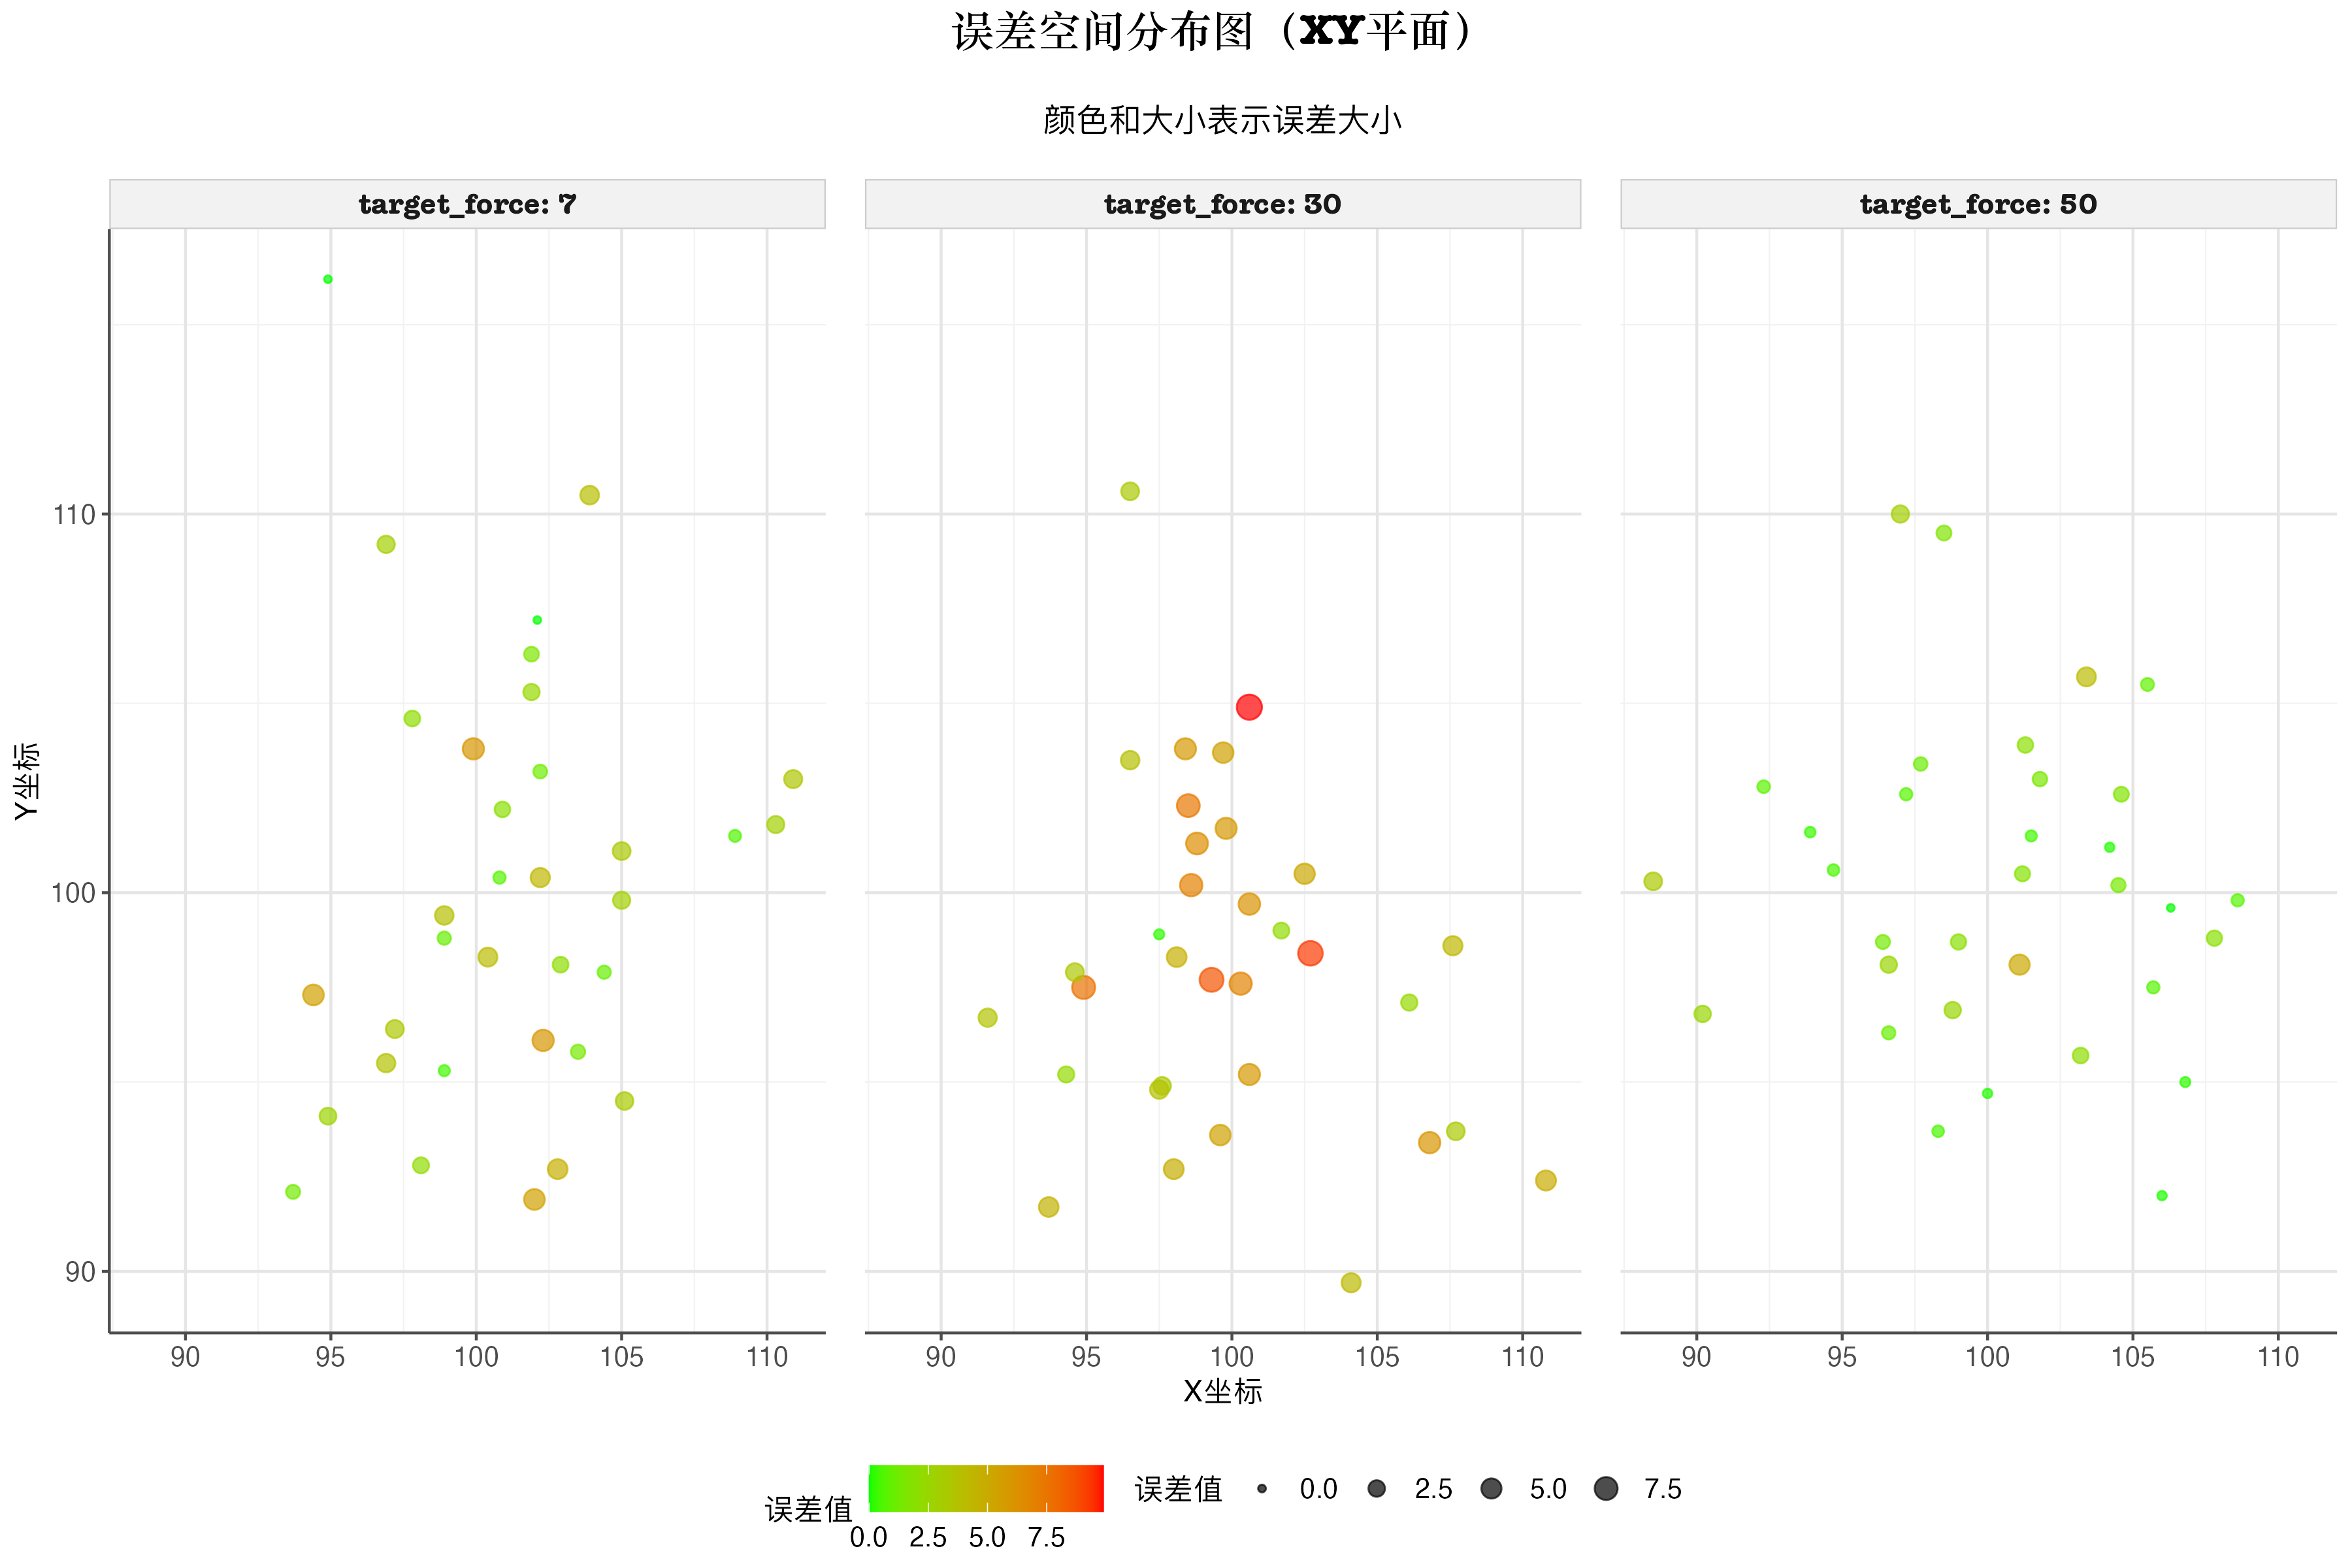 误差空间分布图（XY平面）
颜色和大小表示误差大小
target_force: 7
target_force: 30
target_force: 50
Y坐标
110
100
90
90 95 100 105 110
90 95 100 105 110
90 95 100 105 110
X坐标
误差值
0.0 2.5 5.0 7.5
误差值 0.0 2.5 5.0 7.5